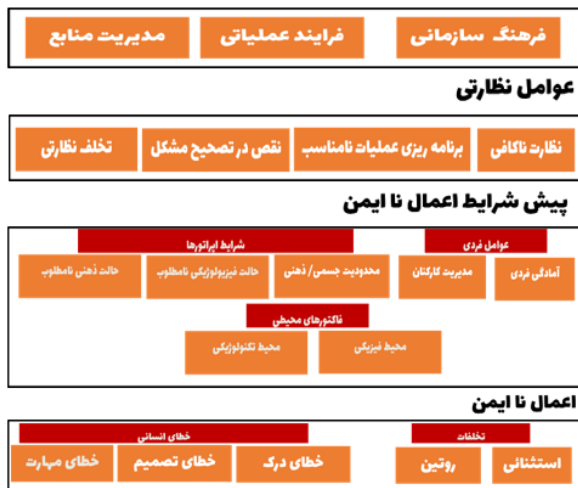 فرهنگ سازمانی
فرایند عملیاتی
مدیریت منابع
عوامل نظارتی
نظارت ناکافی
برنامه ریزی عملیات نامناسب
نقص در تصحیح مشکل
تخلف نظارتی
پیش شرایط اعمال نا ایمن
عوامل فردی
شرایط اپراتورها
آمادگی فردی
مدیریت کارکنان
محدودیت جسمی/ ذهنی
حالت فیزیولوژیکی نامطلوب
حالت ذهنی نامطلوب
فاکتورهای محیطی
محیط فیزیکی
محیط تکنولوژیکی
اعمال نا ایمن
تخلفات
خطای انسانی
استثنائی
روتین
خطای درک
خطای تصمیم
خطای مهارت